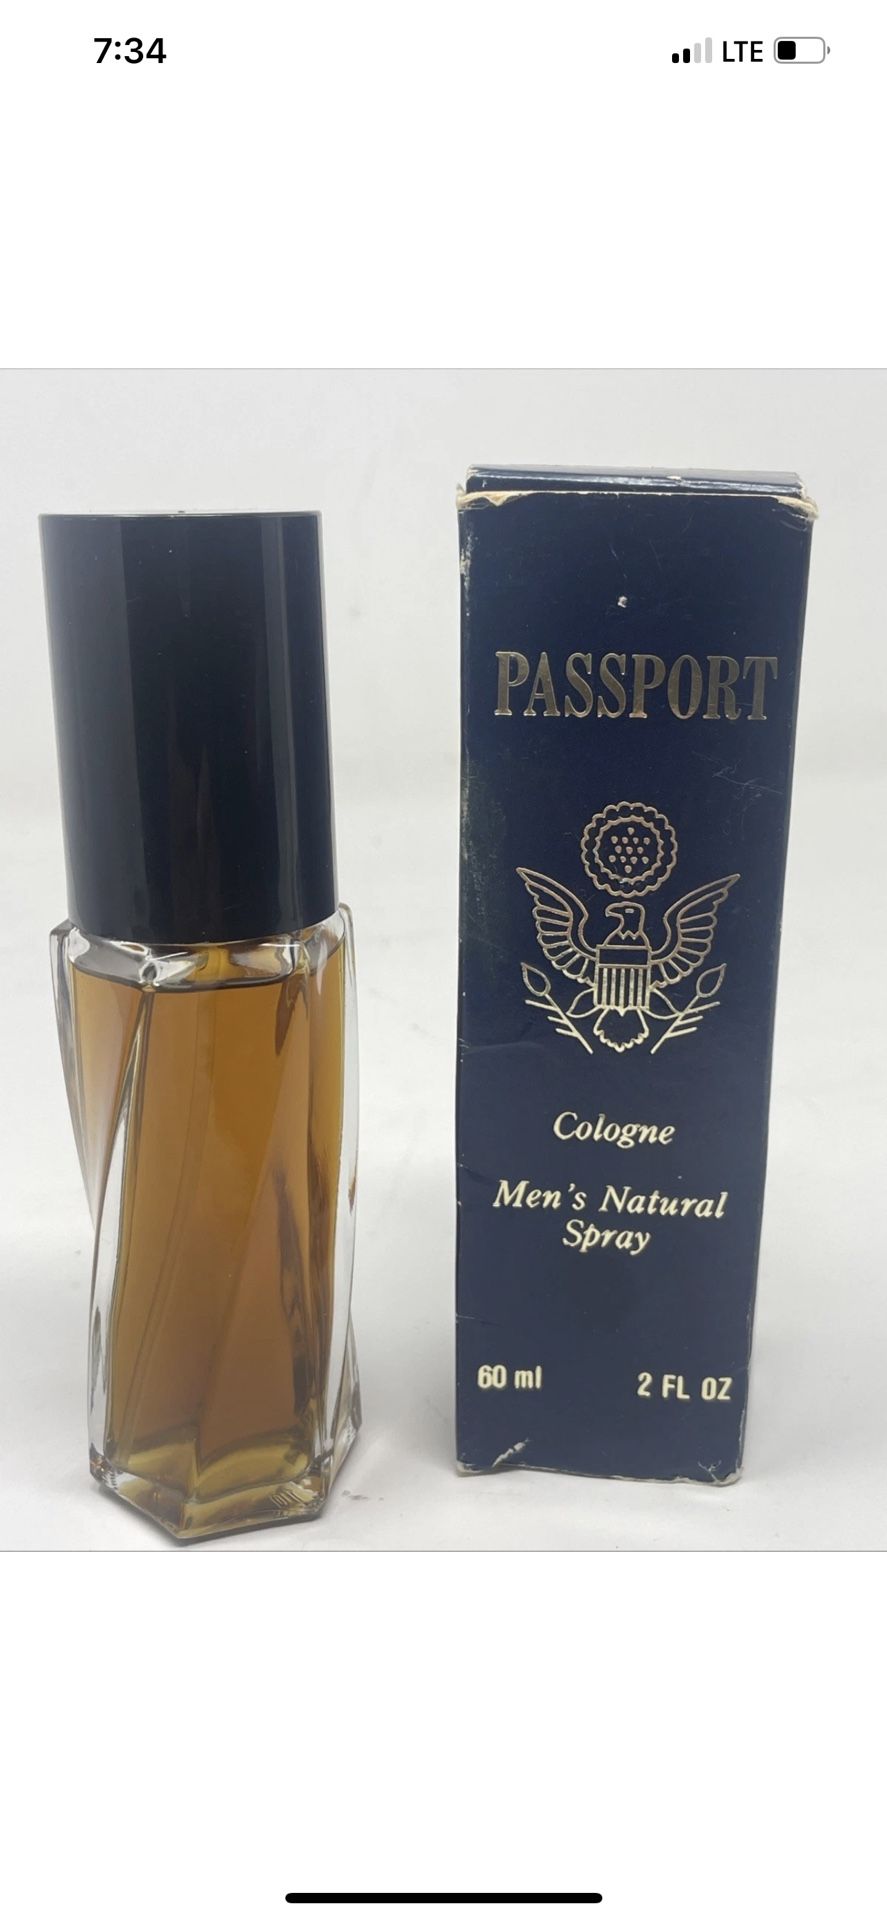 7:34
LTE
PASSPORT
Cologne
Men's Natural
Spray
60 ml
2 FL OZ